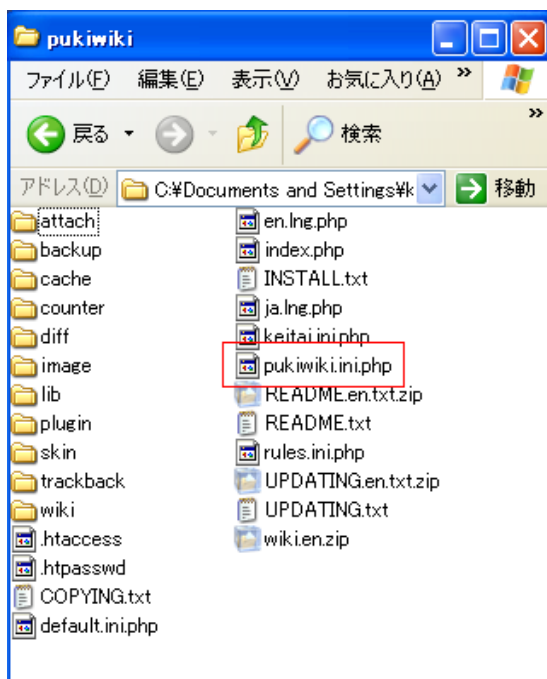 pukiwiki
ファイル(F) 編集(E) 表示(V) お気に入り(A) »
戻る 検索 »
アドレス(D) C:¥Documents and Settings¥k 移動
attach
backup
cache
counter
diff
image
lib
plugin
skin
trackback
wiki
.htaccess
.htpasswd
COPYING.txt
default.ini.php
en.lng.php
index.php
INSTALL.txt
ja.lng.php
keitai.ini.php
pukiwiki.ini.php
README.en.txt.zip
README.txt
rules.ini.php
UPDATING.en.txt.zip
UPDATING.txt
wiki.en.zip